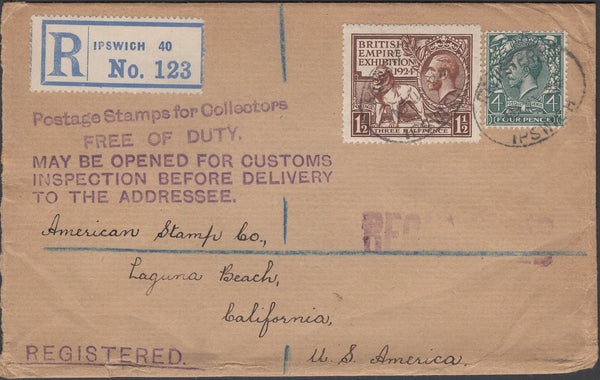 R IPSWICH 40
No. 123
BRITISH
EMPIRE
EXHIBITION
1924
1½ THREE HALFPENCE 1½
4 4
FOUR PENCE
IPSWICH
Postage Stamps for Collectors
FREE OF DUTY.
MAY BE OPENED FOR CUSTOMS
INSPECTION BEFORE DELIVERY
TO THE ADDRESSEE.
American Stamp Co.,
Laguna Beach,
California,
U. S. America.
REGISTERED.